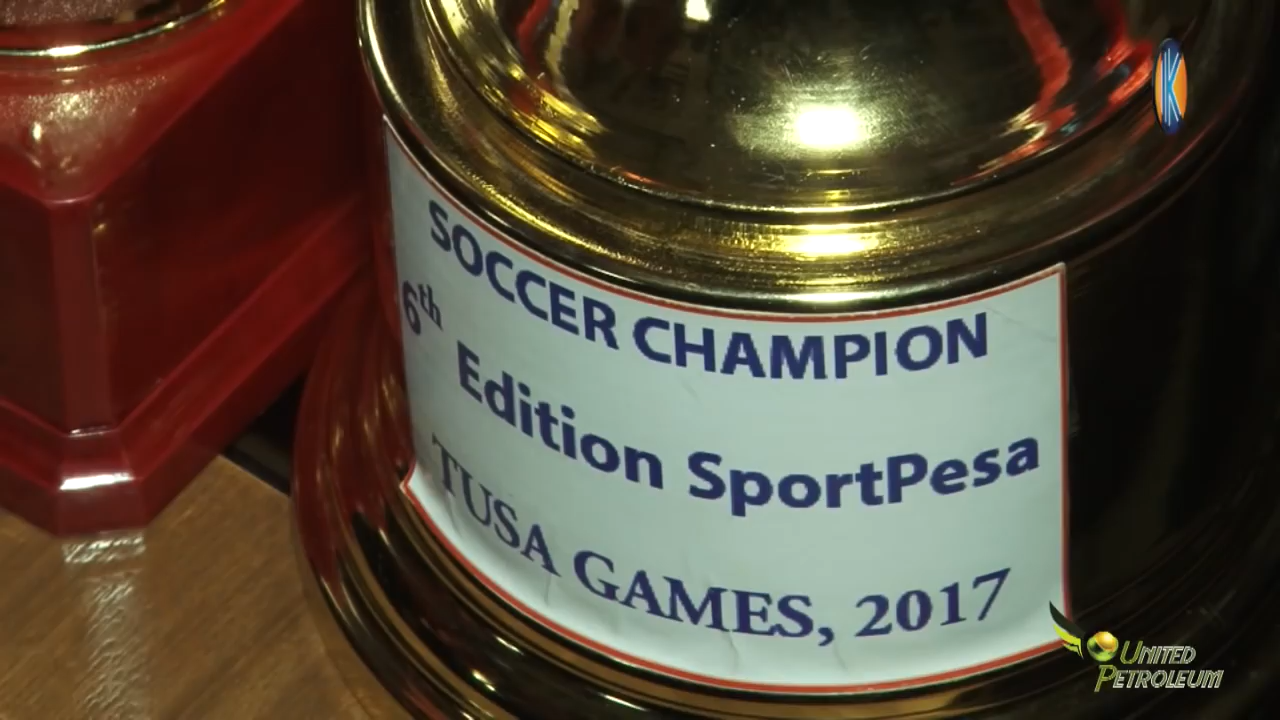 K
SOCCER CHAMPION
6th Edition SportPesa
TUSA GAMES, 2017
UNITED
PETROLEUM